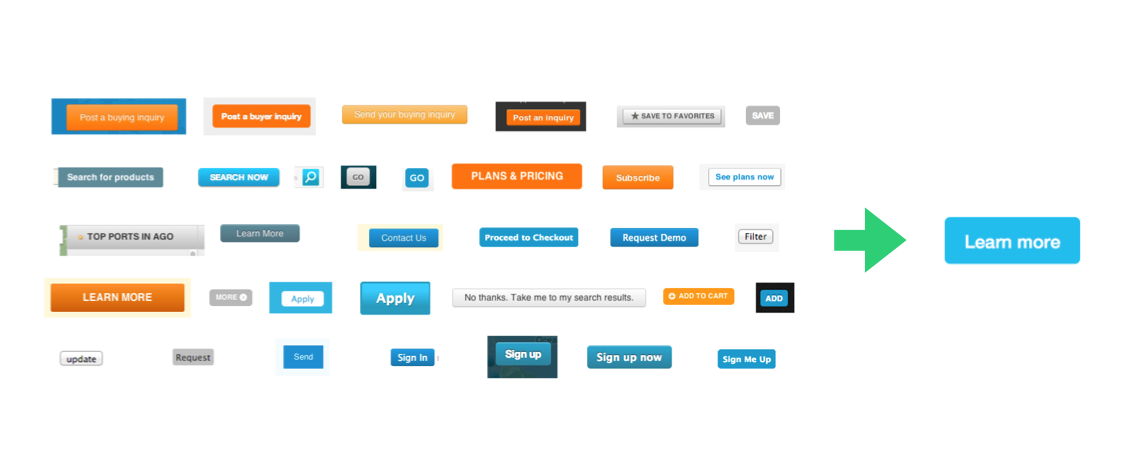 Post a buying inquiry
Post a buyer inquiry
Send your buying inquiry
Post an inquiry
SAVE TO FAVORITES
SAVE
Search for products
SEARCH NOW
GO
GO
PLANS & PRICING
Subscribe
See plans now
TOP PORTS IN AGO
Learn More
Contact Us
Proceed to Checkout
Request Demo
Filter
Learn more
LEARN MORE
MORE
Apply
Apply
No thanks. Take me to my search results.
ADD TO CART
ADD
update
Request
Send
Sign In
Sign up
Sign up now
Sign Me Up